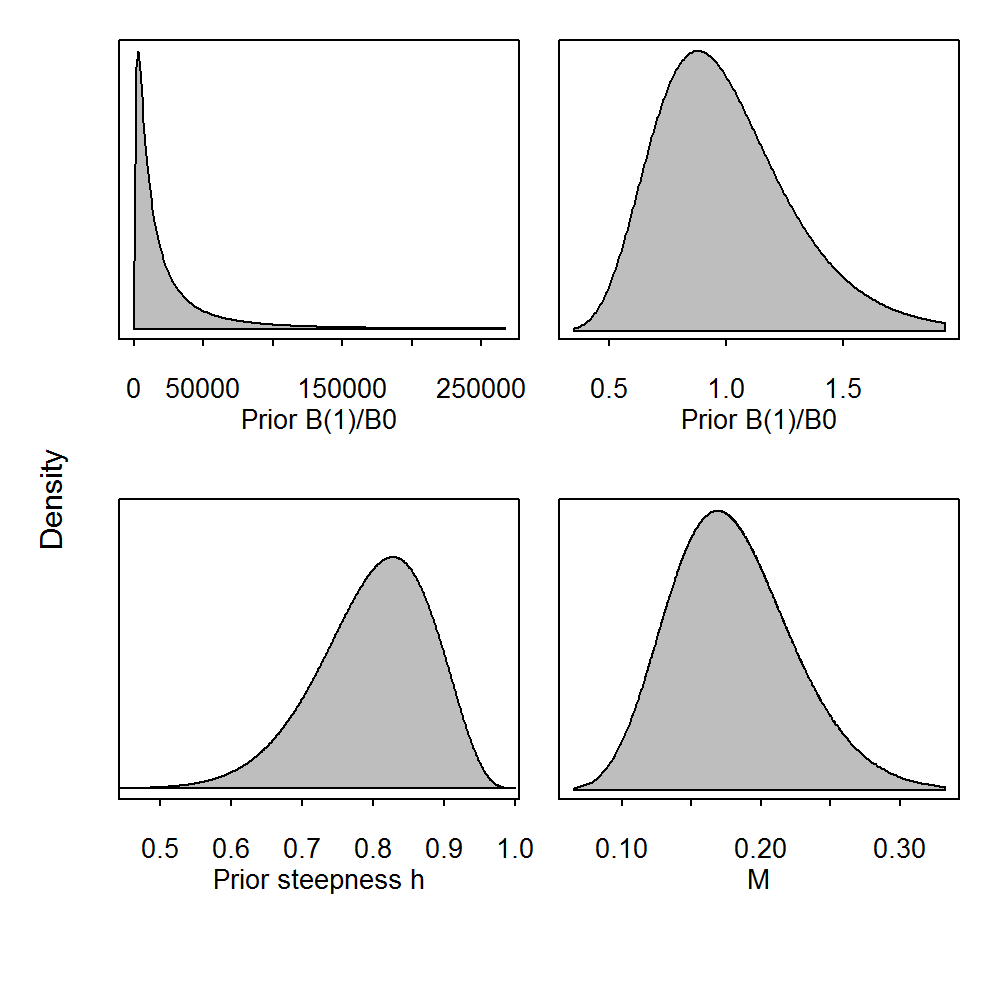 0 50000 150000 250000
Prior B(1)/B0
0.5 1.0 1.5
Prior B(1)/B0
Density
0.5 0.6 0.7 0.8 0.9 1.0
Prior steepness h
0.10 0.20 0.30
M